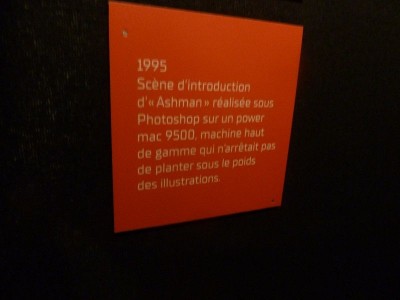 1995
Scène d'introduction
d'« Ashman » réalisée sous
Photoshop sur un power
mac 9500, machine haut
de gamme qui n'arrêtait pas
de planter sous le poids
des illustrations.